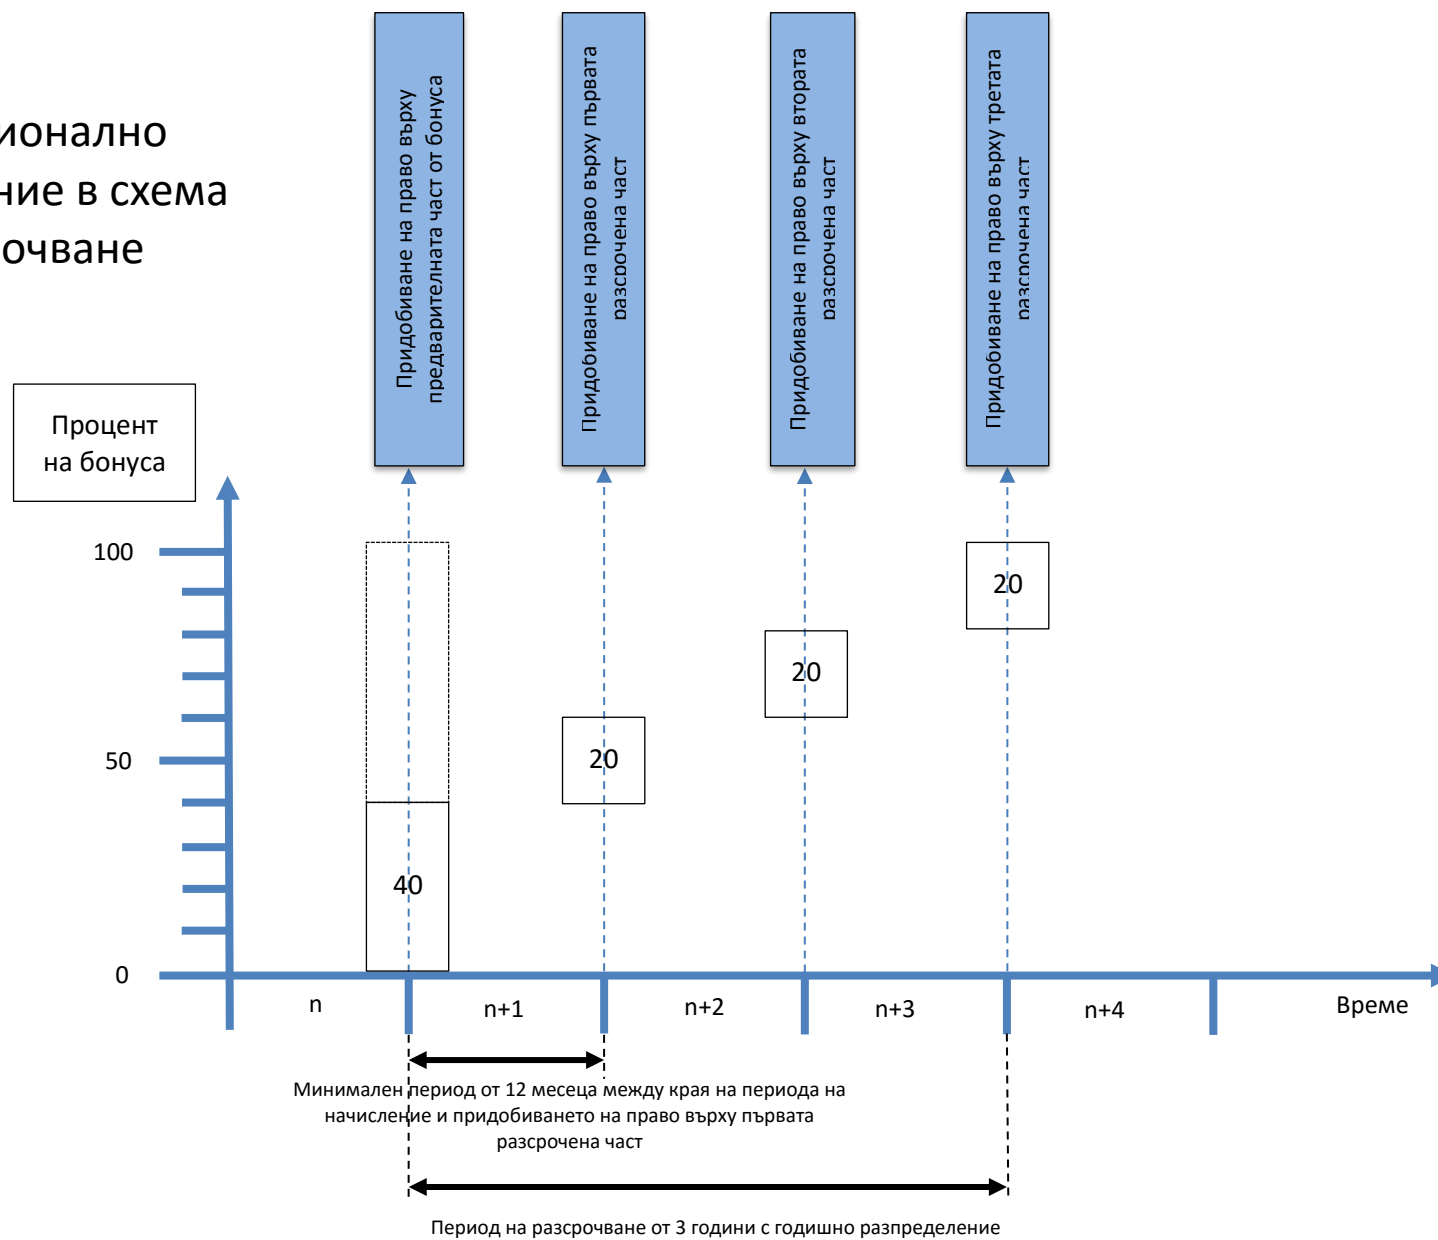 ионално
ние в схема
очване
Придобиване на право върху
предварителната част от бонуса
Придобиване на право върху първата
разсрочена част
Придобиване на право върху втората
разсрочена част
Придобиване на право върху третата
разсрочена част
Процент
на бонуса
100
50
0
40
20
20
20
n
n+1
n+2
n+3
n+4
Време
Минимален период от 12 месеца между края на периода на
начисление и придобиването на право върху първата
разсрочена част
Период на разсрочване от 3 години с годишно разпределение